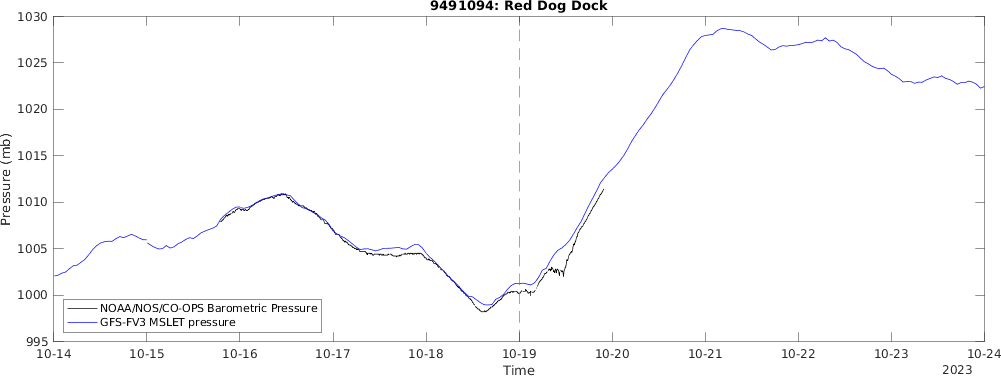 9491094: Red Dog Dock
1030
1025
1020
1015
1010
1005
1000
995
Pressure (mb)
NOAA/NOS/CO-OPS Barometric Pressure
GFS-FV3 MSLET pressure
10-14 10-15 10-16 10-17 10-18 10-19 10-20 10-21 10-22 10-23 10-24
Time
2023